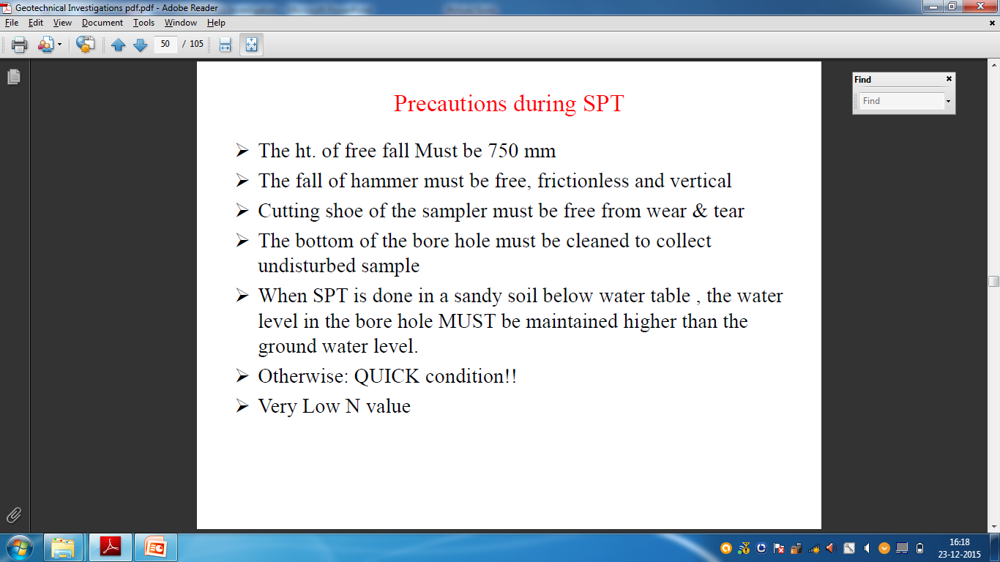 Geotechnical Investigations pdf.pdf - Adobe Reader
File Edit View Document Tools Window Help
50 / 105
Find
Find
Precautions during SPT
The ht. of free fall Must be 750 mm
The fall of hammer must be free, frictionless and vertical
Cutting shoe of the sampler must be free from wear & tear
The bottom of the bore hole must be cleaned to collect
undisturbed sample
When SPT is done in a sandy soil below water table , the water
level in the bore hole MUST be maintained higher than the
ground water level.
Otherwise: QUICK condition!!
Very Low N value
16:18
23-12-2015